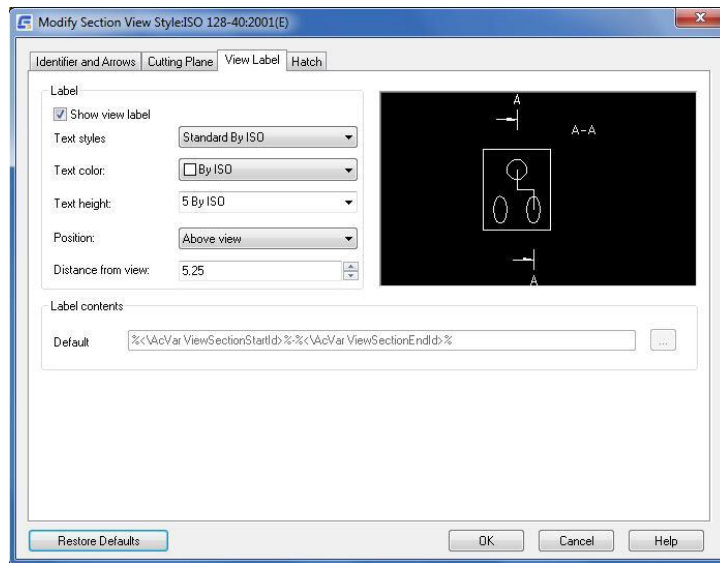 Modify Section View Style:ISO 128-40:2001(E)
Identifier and Arrows Cutting Plane View Label Hatch
Label
Show view label
Text styles Standard By ISO
Text color: By ISO
Text height: 5 By ISO
Position: Above view
Distance from view: 5.25
A
A-A
A
Label contents
Default %<\AcVar ViewSectionStartId>%-%<\AcVar ViewSectionEndId>% ...
Restore Defaults OK Cancel Help